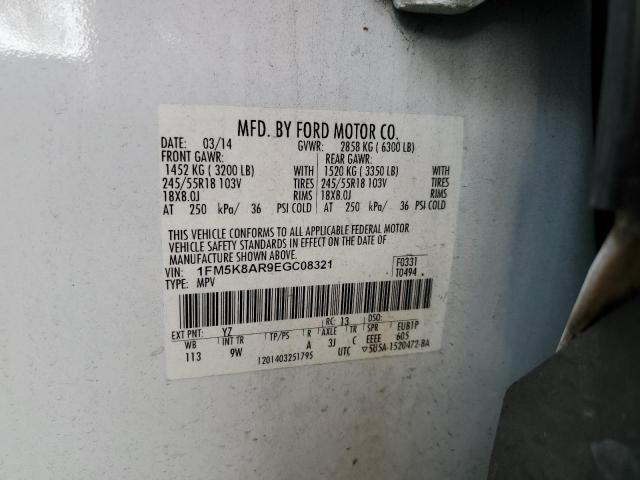 MFD. BY FORD MOTOR CO.
DATE: 03/14 GVWR: 2858 KG ( 6300 LB)
FRONT GAWR: REAR GAWR:
1452 KG ( 3200 LB) WITH 1520 KG ( 3350 LB) WITH
245/55R18 103V TIRES 245/55R18 103V TIRES
18X8.0J RIMS 18X8.0J RIMS
AT 250 kPa/ 36 PSI COLD AT 250 kPa/ 36 PSI COLD
THIS VEHICLE CONFORMS TO ALL APPLICABLE FEDERAL MOTOR
VEHICLE SAFETY STANDARDS IN EFFECT ON THE DATE OF
MANUFACTURE SHOWN ABOVE.
VIN: 1FM5K8AR9EGC08321 F0331
TYPE: MPV T0494
EXT PNT: YZ RC: 13 DSO:
WB INT TR TP/PS R AXLE TR SPR EUB1P
113 9W A 3J C EEEE 605
1201403251795 UTC 5U5A-1520472-BA